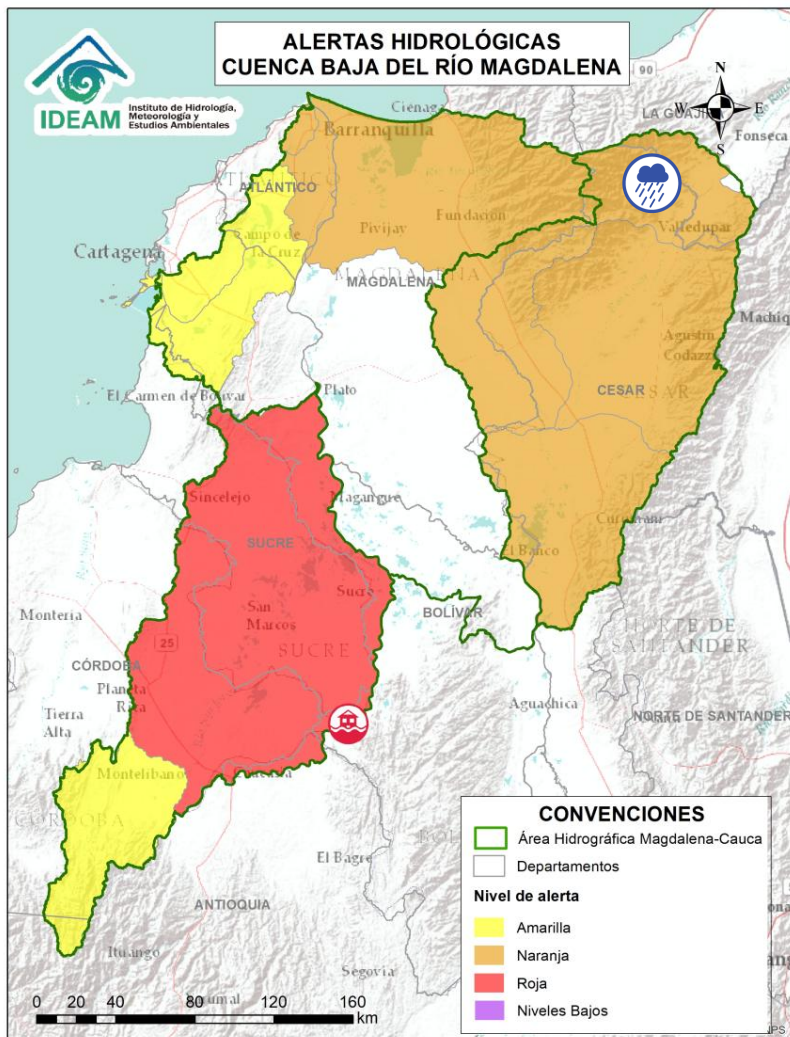 ALERTAS HIDROLÓGICAS
CUENCA BAJA DEL RÍO MAGDALENA
IDEAM
Instituto de Hidrología,
Meteorología y
Estudios Ambientales
90
N
W
E
S
Ciénaga
LA GUAJIRA
Fonseca
Barranquilla
ATLÁNTICO
Pivijay
Fundación
Valledupar
Cartagena
Campo de
la Cruz
MAGDALENA
MAGDALENA
Machiq
Agustín
Codazzi
CESAR
CESAR
El Carmen de Bolívar
Plato
Sincelejo
Magangué
Curumaní
SUCRE
El Banco
Sucre
San
Marcos
BOLÍVAR
Montería
SUCRE
NORTE DE
SANTANDER
25
CÓRDOBA
Planeta
Rica
Tierra
Alta
Aguachica
NORTE DE SANTANDER
Montelíbano
Caucasia
CÓRDOBA
El Bagre
ANTIOQUIA
Ituango
Segovia
CONVENCIONES
Área Hidrográfica Magdalena-Cauca
Departamentos
Nivel de alerta
Amarilla
Naranja
Roja
Niveles Bajos
0 20 40 80 120 160
km